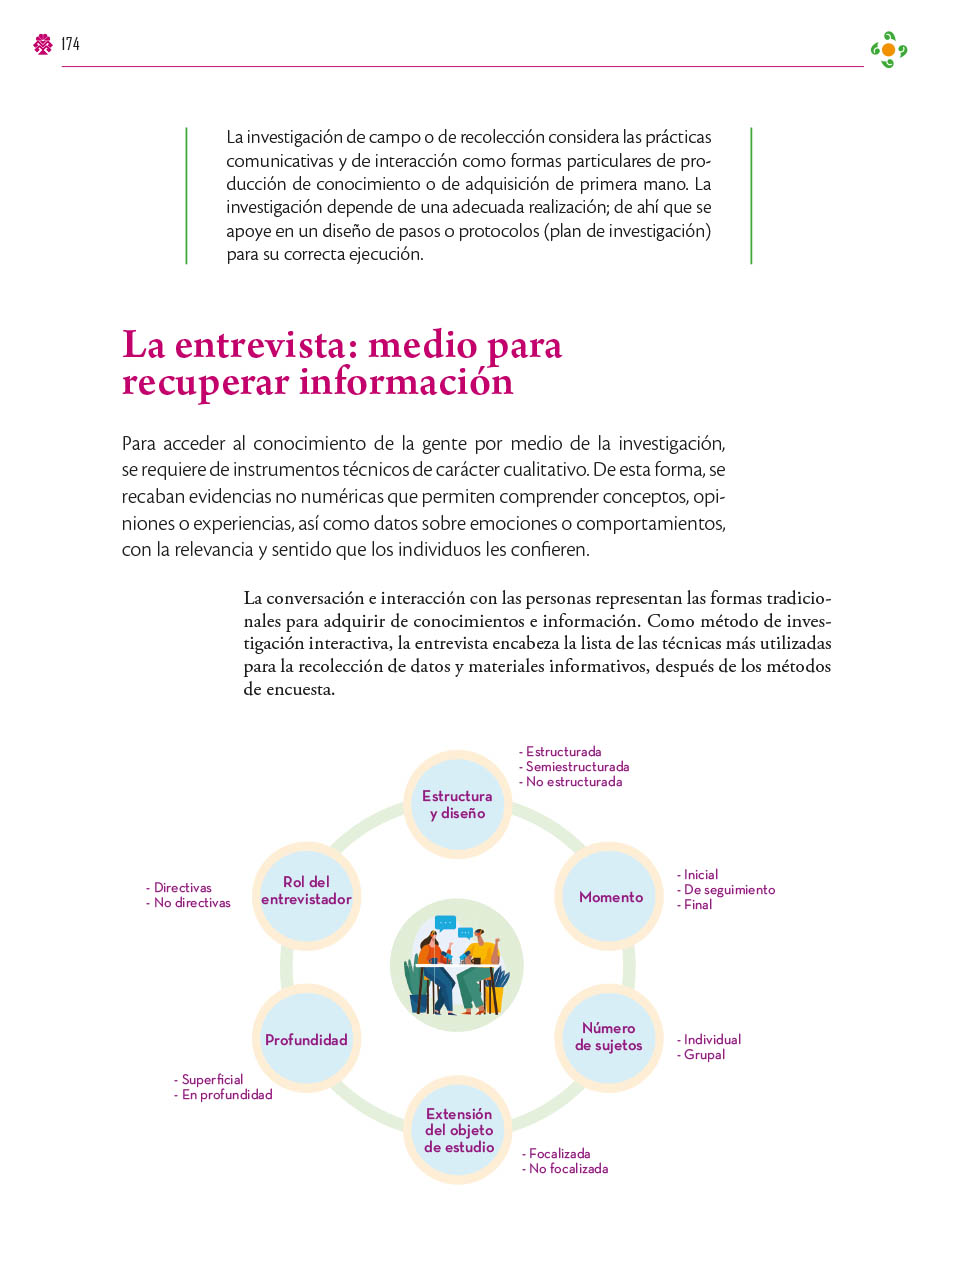 174
La investigación de campo o de recolección considera las prácticas
comunicativas y de interacción como formas particulares de pro-
ducción de conocimiento o de adquisición de primera mano. La
investigación depende de una adecuada realización; de ahí que se
apoye en un diseño de pasos o protocolos (plan de investigación)
para su correcta ejecución.
La entrevista: medio para
recuperar información
Para acceder al conocimiento de la gente por medio de la investigación,
se requiere de instrumentos técnicos de carácter cualitativo. De esta forma, se
recaban evidencias no numéricas que permiten comprender conceptos, opi-
niones o experiencias, así como datos sobre emociones o comportamientos,
con la relevancia y sentido que los individuos les confieren.
La conversación e interacción con las personas representan las formas tradicio-
nales para adquirir de conocimientos e información. Como método de inves-
tigación interactiva, la entrevista encabeza la lista de las técnicas más utilizadas
para la recolección de datos y materiales informativos, después de los métodos
de encuesta.
Estructura
y diseño
- Estructurada
- Semiestructurada
- No estructurada
Momento
- Inicial
- De seguimiento
- Final
Número
de sujetos
- Individual
- Grupal
Extensión
del objeto
de estudio
- Focalizada
- No focalizada
Profundidad
- Superficial
- En profundidad
Rol del
entrevistador
- Directivas
- No directivas